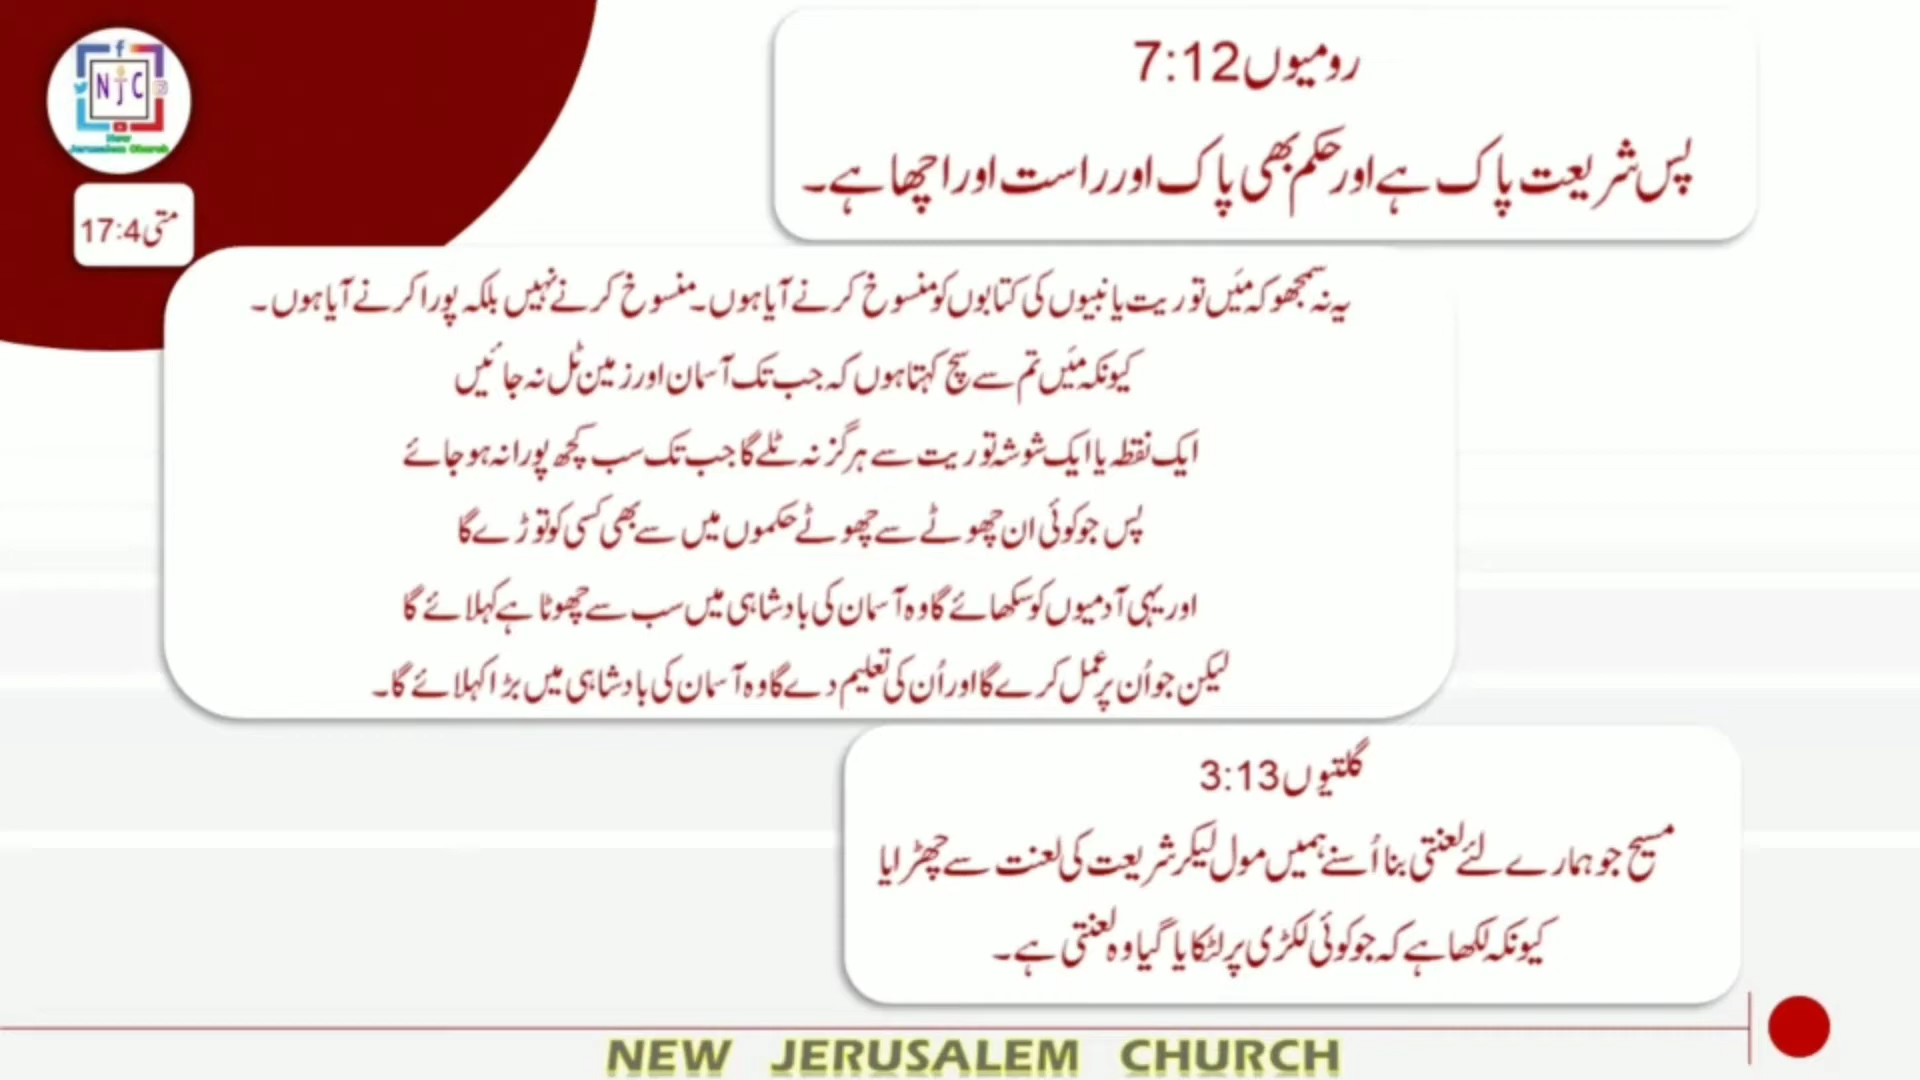 N j C
New
Jerusalem Church
رومیوں7:12
پس شریعت پاک ہے اور حکم بھی پاک اور راست اور اچھا ہے۔
متی17:4
یہ نہ سمجھو کہ مَیں توریت یا نبیوں کی کتابوں کو منسوخ کرنے آیا ہوں۔ منسوخ کرنے نہیں بلکہ پورا کرنے آیا ہوں۔
کیونکہ مَیں تم سے سچ کہتا ہوں کہ جب تک آسمان اور زمین ٹل نہ جائیں
ایک نقطہ یا ایک شوشہ توریت سے ہرگز نہ ٹلے گا جب تک سب کچھ پورا نہ ہو جائے
پس جو کوئی ان چھوٹے سے چھوٹے حکموں میں سے بھی کسی کو توڑے گا
اور یہی آدمیوں کو سکھائے گا وہ آسمان کی بادشاہی میں سب سے چھوٹا ہے کہلائے گا
لیکن جو اُن پر عمل کرے گا اور اُن کی تعلیم دے گا وہ آسمان کی بادشاہی میں بڑا کہلائے گا۔
گلتیوں3:13
مسیح جو ہمارے لئے لعنتی بنا اُسنے ہمیں مول لیکر شریعت کی لعنت سے چھڑایا
کیونکہ لکھا ہے کہ جو کوئی لکڑی پر لٹکایا گیا وہ لعنتی ہے۔
NEW JERUSALEM CHURCH